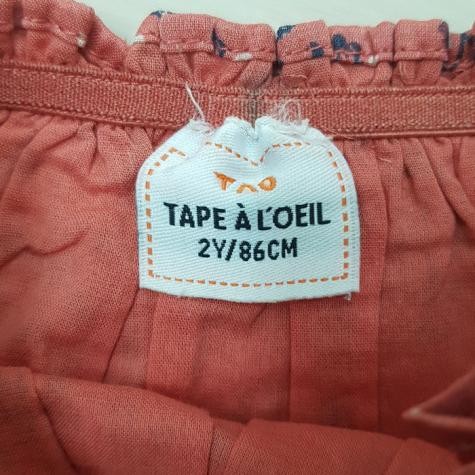 TAO
TAPE À L'OEIL
2Y/86CM